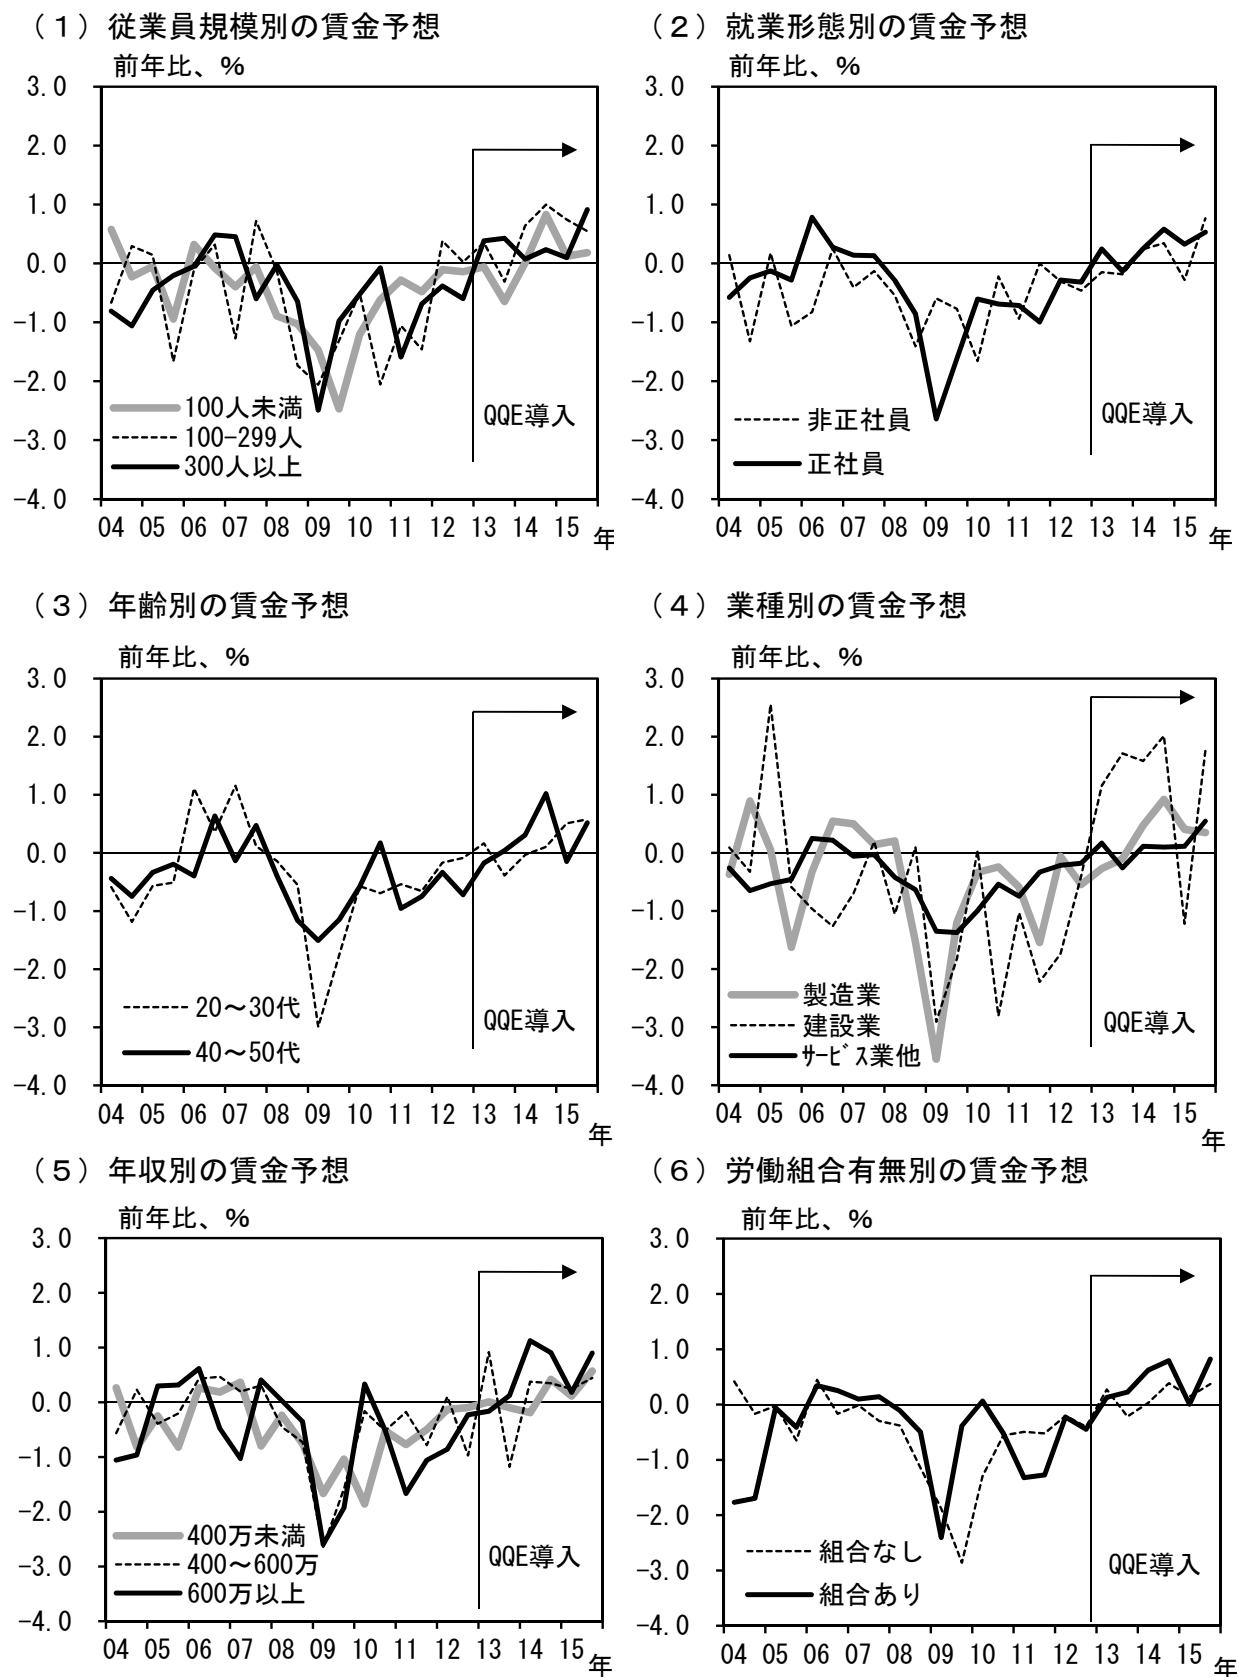 （１）従業員規模別の賃金予想
前年比、％
3.0
2.0
1.0
0.0
-1.0
-2.0
-3.0
-4.0
100人未満
100-299人
300人以上
QQE導入
04 05 06 07 08 09 10 11 12 13 14 15
年
（２）就業形態別の賃金予想
前年比、％
3.0
2.0
1.0
0.0
-1.0
-2.0
-3.0
-4.0
非正社員
正社員
QQE導入
04 05 06 07 08 09 10 11 12 13 14 15
年
（３）年齢別の賃金予想
前年比、％
3.0
2.0
1.0
0.0
-1.0
-2.0
-3.0
-4.0
20～30代
40～50代
QQE導入
04 05 06 07 08 09 10 11 12 13 14 15
年
（４）業種別の賃金予想
前年比、％
3.0
2.0
1.0
0.0
-1.0
-2.0
-3.0
-4.0
製造業
建設業
ｻｰﾋﾞｽ業他
QQE導入
04 05 06 07 08 09 10 11 12 13 14 15
年
（５）年収別の賃金予想
前年比、％
3.0
2.0
1.0
0.0
-1.0
-2.0
-3.0
-4.0
400万未満
400～600万
600万以上
QQE導入
04 05 06 07 08 09 10 11 12 13 14 15
年
（６）労働組合有無別の賃金予想
前年比、％
3.0
2.0
1.0
0.0
-1.0
-2.0
-3.0
-4.0
組合なし
組合あり
QQE導入
04 05 06 07 08 09 10 11 12 13 14 15
年